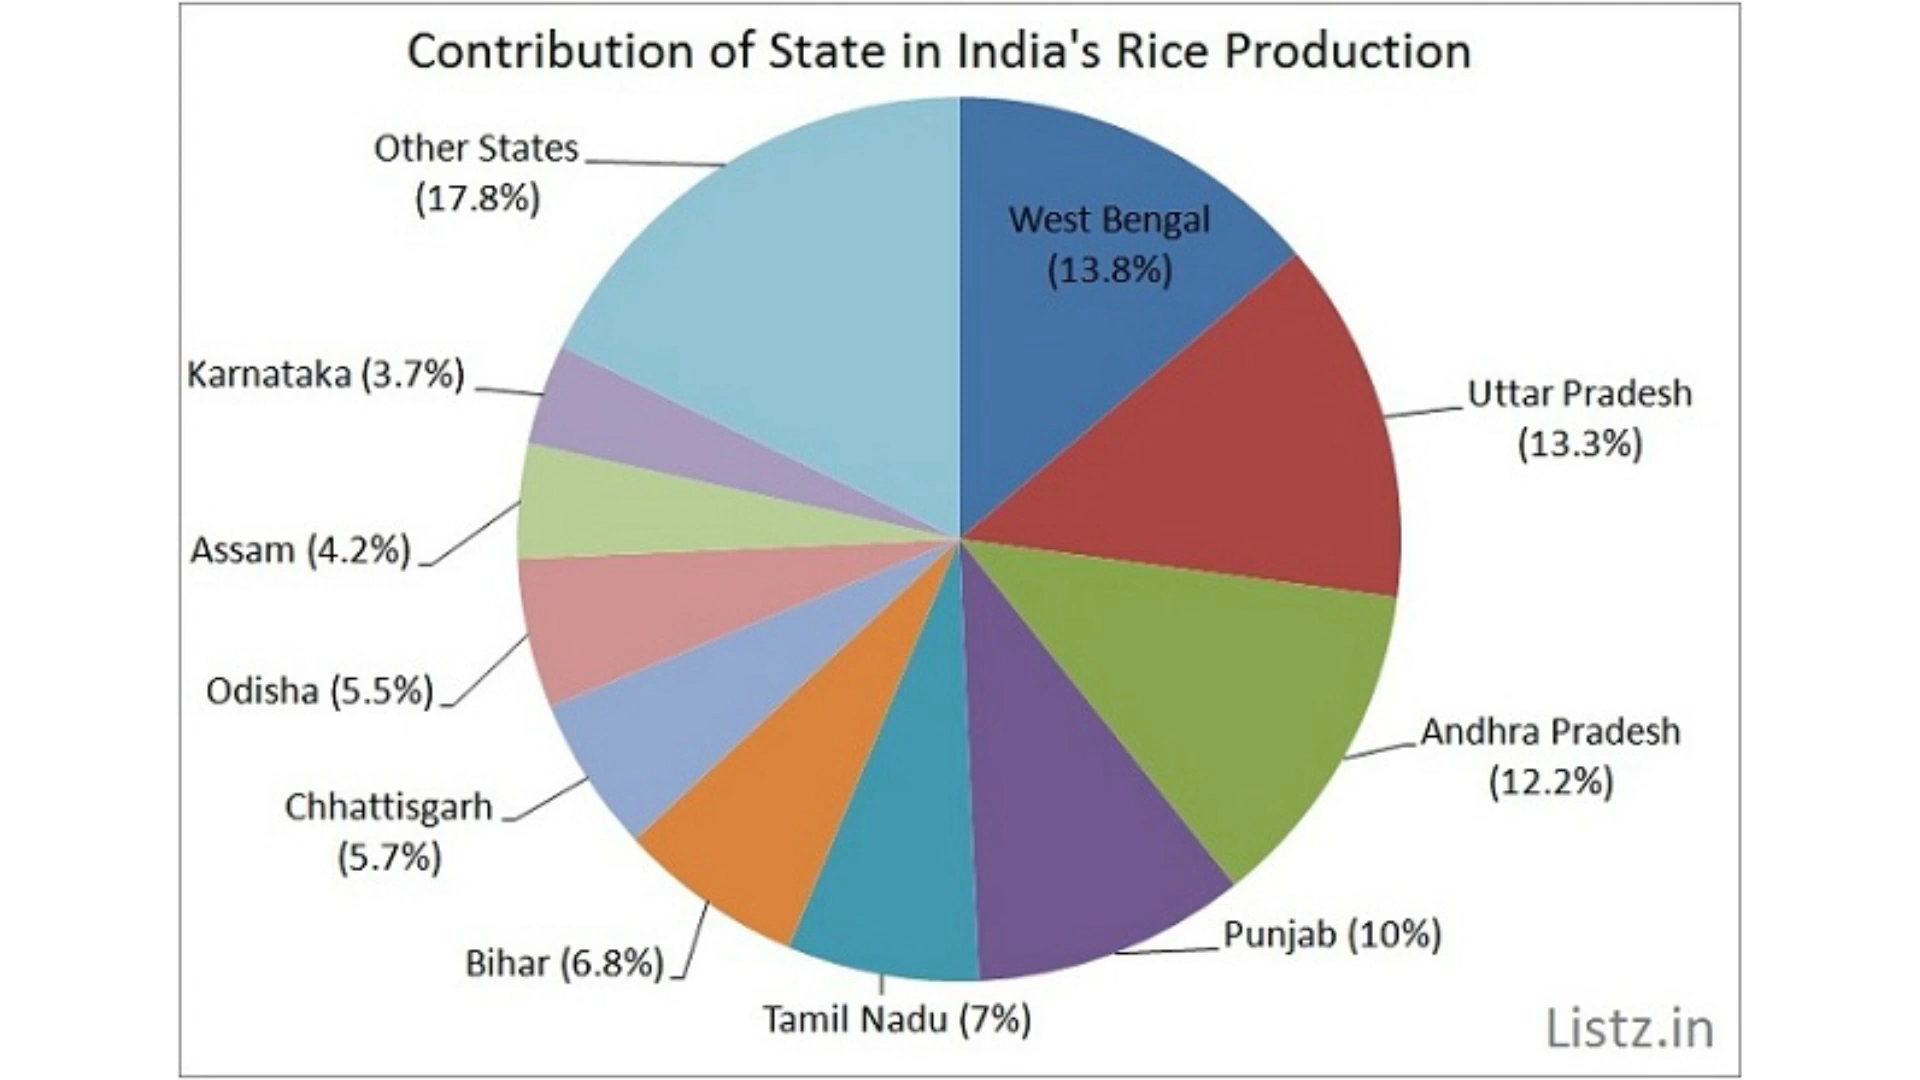 Contribution of State in India's Rice Production
Other States
(17.8%)
West Bengal
(13.8%)
Karnataka (3.7%)
Uttar Pradesh
(13.3%)
Assam (4.2%)
Odisha (5.5%)
Andhra Pradesh
(12.2%)
Chhattisgarh
(5.7%)
Punjab (10%)
Bihar (6.8%)
Tamil Nadu (7%)
Listz.in